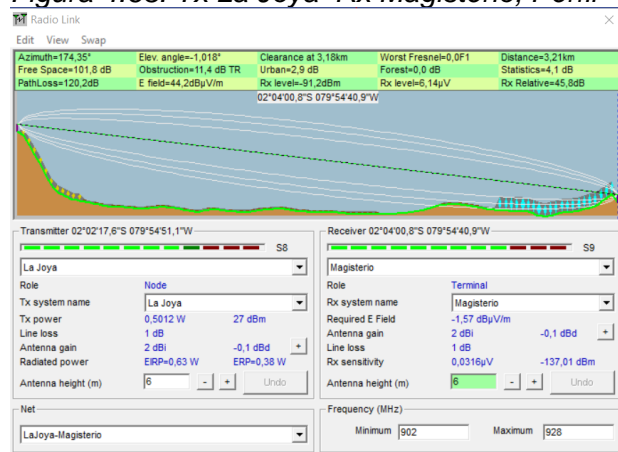 Figura 4.38: Tx La Joya- Rx Magisterio, Perfil
Radio Link
Edit View Swap
Azimuth=174,35° Elev. angle=-1,018° Clearance at 3,18km Worst Fresnel=0,0F1 Distance=3,21km
Free Space=101,8 dB Obstruction=11,4 dB TR Urban=2,9 dB Forest=0,0 dB Statistics=4,1 dB
PathLoss=120,2dB E field=44,2dBµV/m Rx level=-91,2dBm Rx level=6,14µV Rx Relative=45,8dB
02°04'00,8"S 079°54'40,9"W
Transmitter 02°02'17,6"S 079°54'51,1"W
S8
La Joya
Role Node
Tx system name La Joya
Tx power 0,5012 W 27 dBm
Line loss 1 dB
Antenna gain 2 dBi -0,1 dBd +
Radiated power EIRP=0,63 W ERP=0,38 W
Antenna height (m) 6 - + Undo
Receiver 02°04'00,8"S 079°54'40,9"W
S9
Magisterio
Role Terminal
Rx system name Magisterio
Required E Field -1,57 dBµV/m
Antenna gain 2 dBi -0,1 dBd +
Line loss 1 dB
Rx sensitivity 0,0316µV -137,01 dBm
Antenna height (m) 6 - + Undo
Net
LaJoya-Magisterio
Frequency (MHz)
Minimum 902 Maximum 928